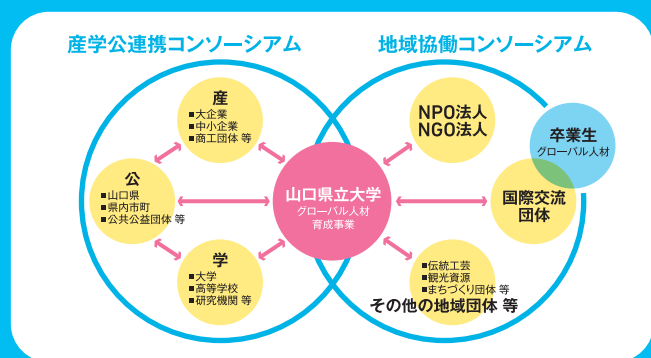 産学公連携コンソーシアム
地域協働コンソーシアム
産
■大企業
■中小企業
■商工団体 等
公
■山口県
■県内市町
■公共公益団体 等
学
■大学
■高等学校
■研究機関 等
山口県立大学
グローバル人材
育成事業
NPO法人
NGO法人
卒業生
グローバル人材
国際交流
団体
■伝統工芸
■観光資源
■まちづくり団体 等
その他の地域団体 等